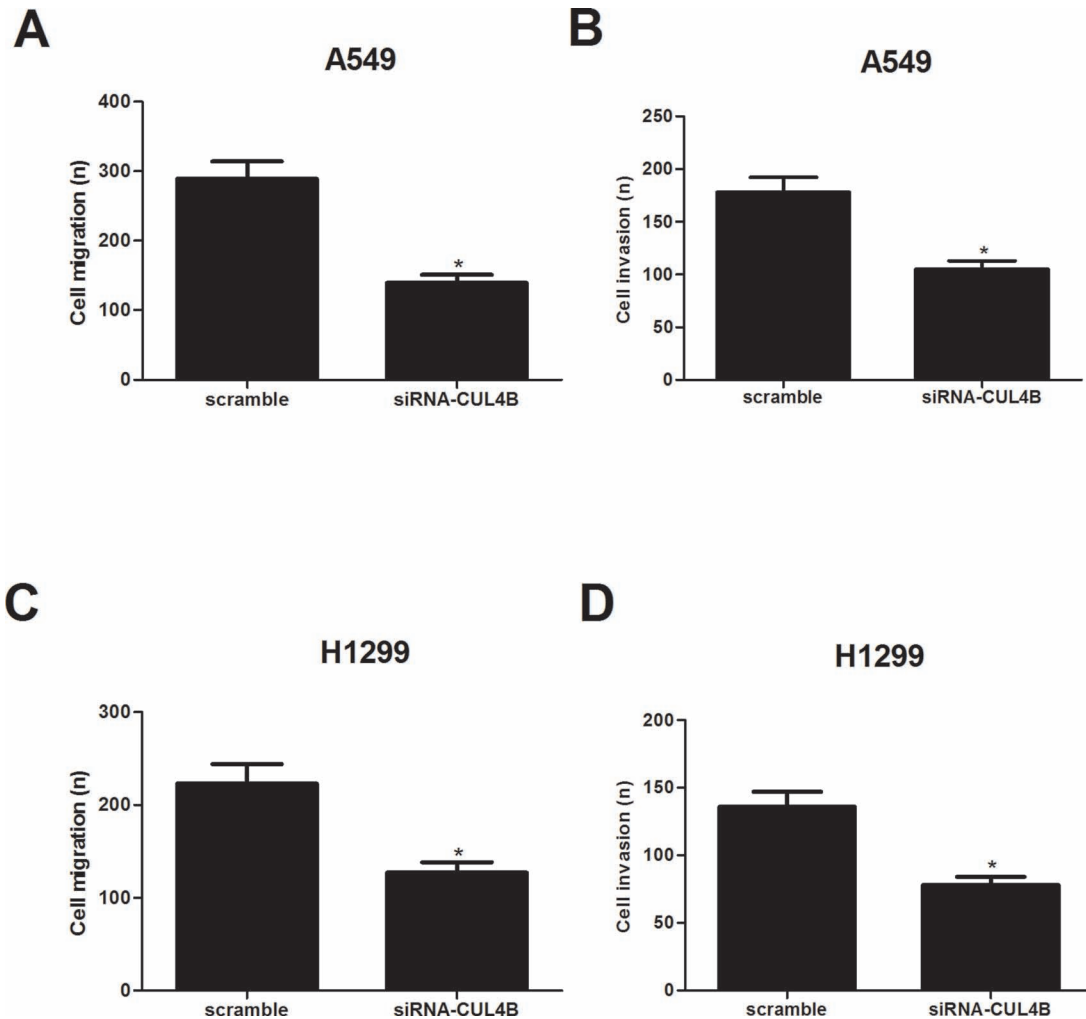 A
A549
Cell migration (n)
400
300
200
100
0
*
scramble
siRNA-CUL4B
B
A549
Cell invasion (n)
250
200
150
100
50
0
*
scramble
siRNA-CUL4B
C
H1299
Cell migration (n)
300
200
100
0
*
scramble
siRNA-CUL4B
D
H1299
Cell invasion (n)
200
150
100
50
0
*
scramble
siRNA-CUL4B